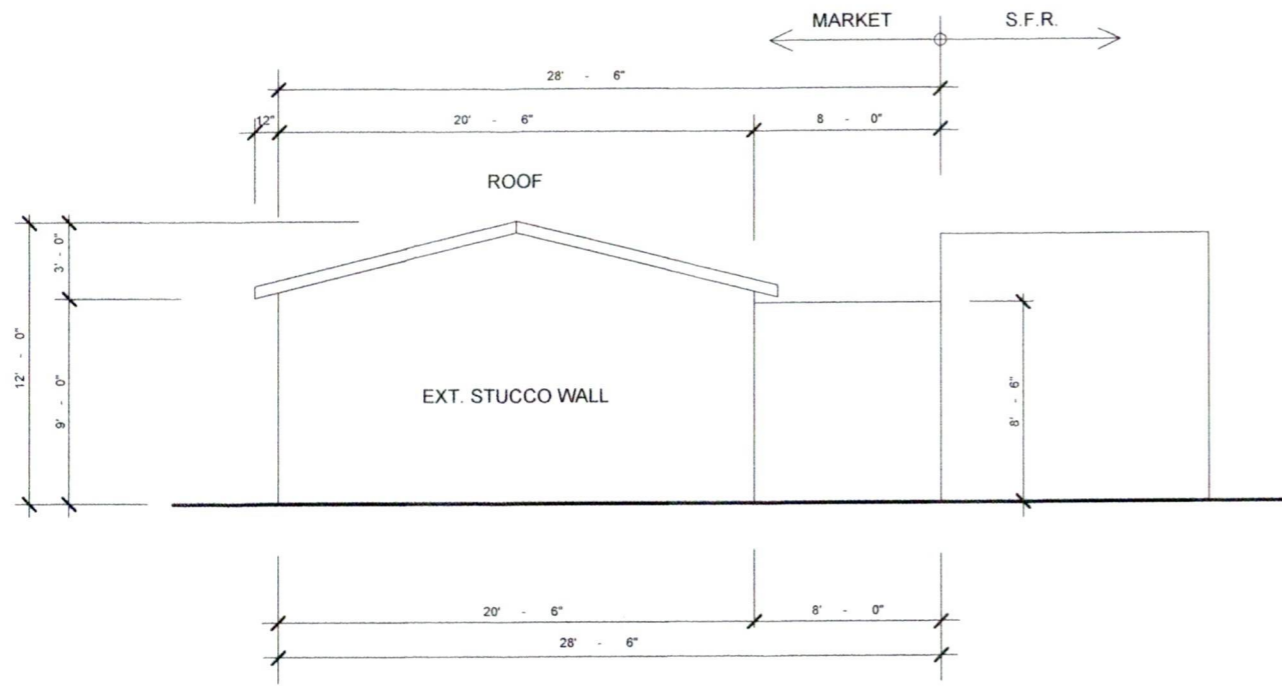 MARKET S.F.R.
28' - 6"
12" 20' - 6" 8 - 0"
ROOF
3' - 0"
12' - 0"
9' - 0"
EXT. STUCCO WALL
8' - 6"
20' - 6" 8' - 0"
28' - 6"